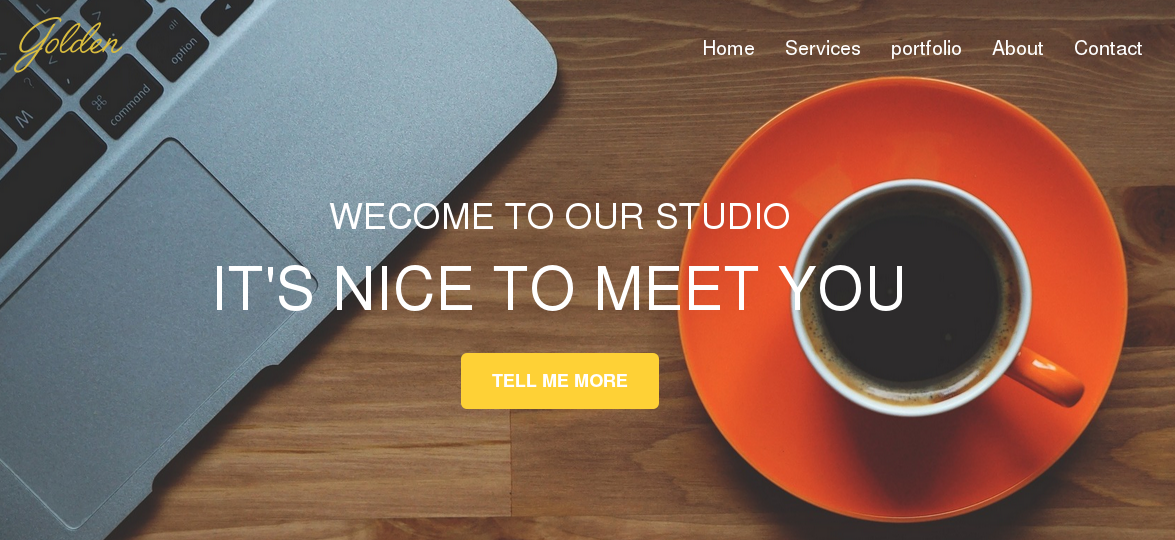 Golden
Home Services portfolio About Contact
alt
option
⌘
command
M
WECOME TO OUR STUDIO
IT'S NICE TO MEET YOU
TELL ME MORE